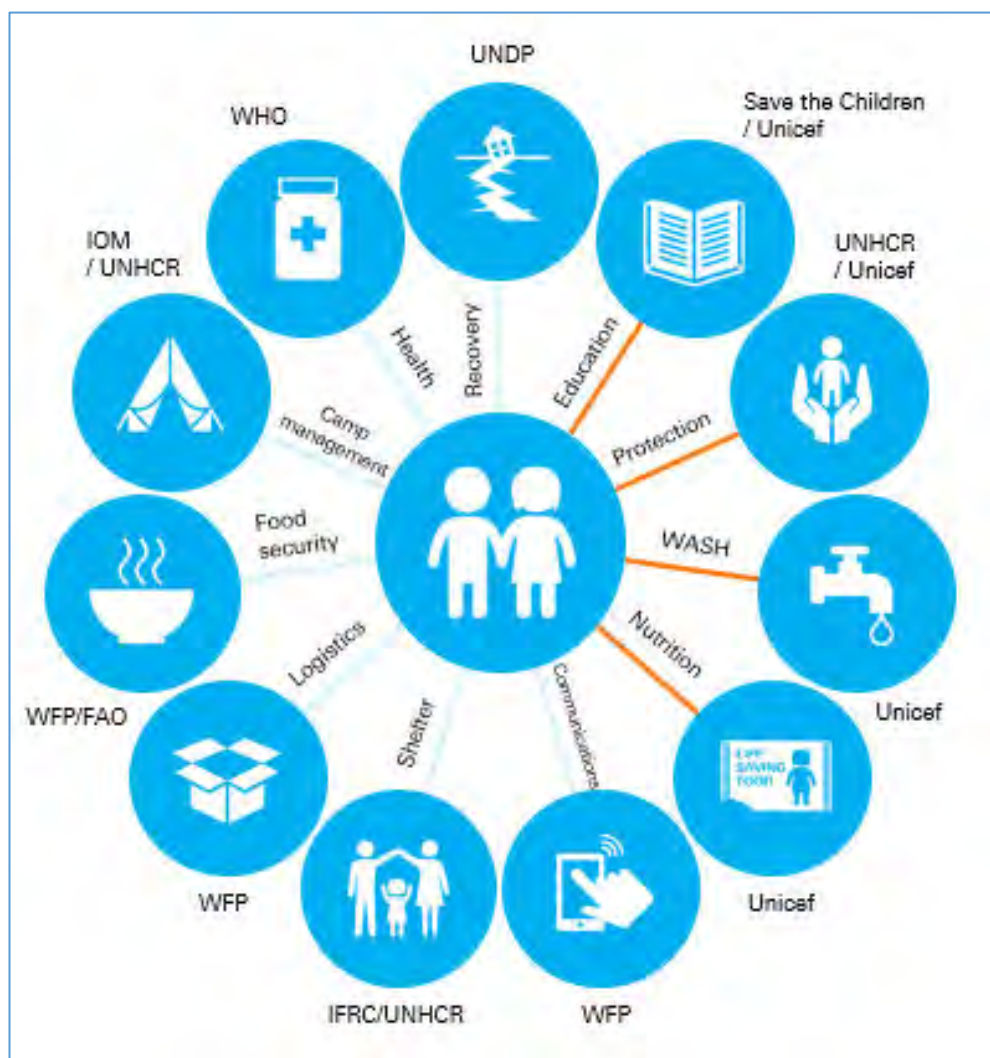 UNDP
Save the Children
/ Unicef
WHO
UNHCR
/ Unicef
IOM
/ UNHCR
Health
Recovery
Education
Protection
Camp
management
Food
security
WASH
Nutrition
Logistics
Shelter
Communications
WFP/FAO
Unicef
LIFE
SAVING
FOOD
WFP
Unicef
IFRC/UNHCR
WFP